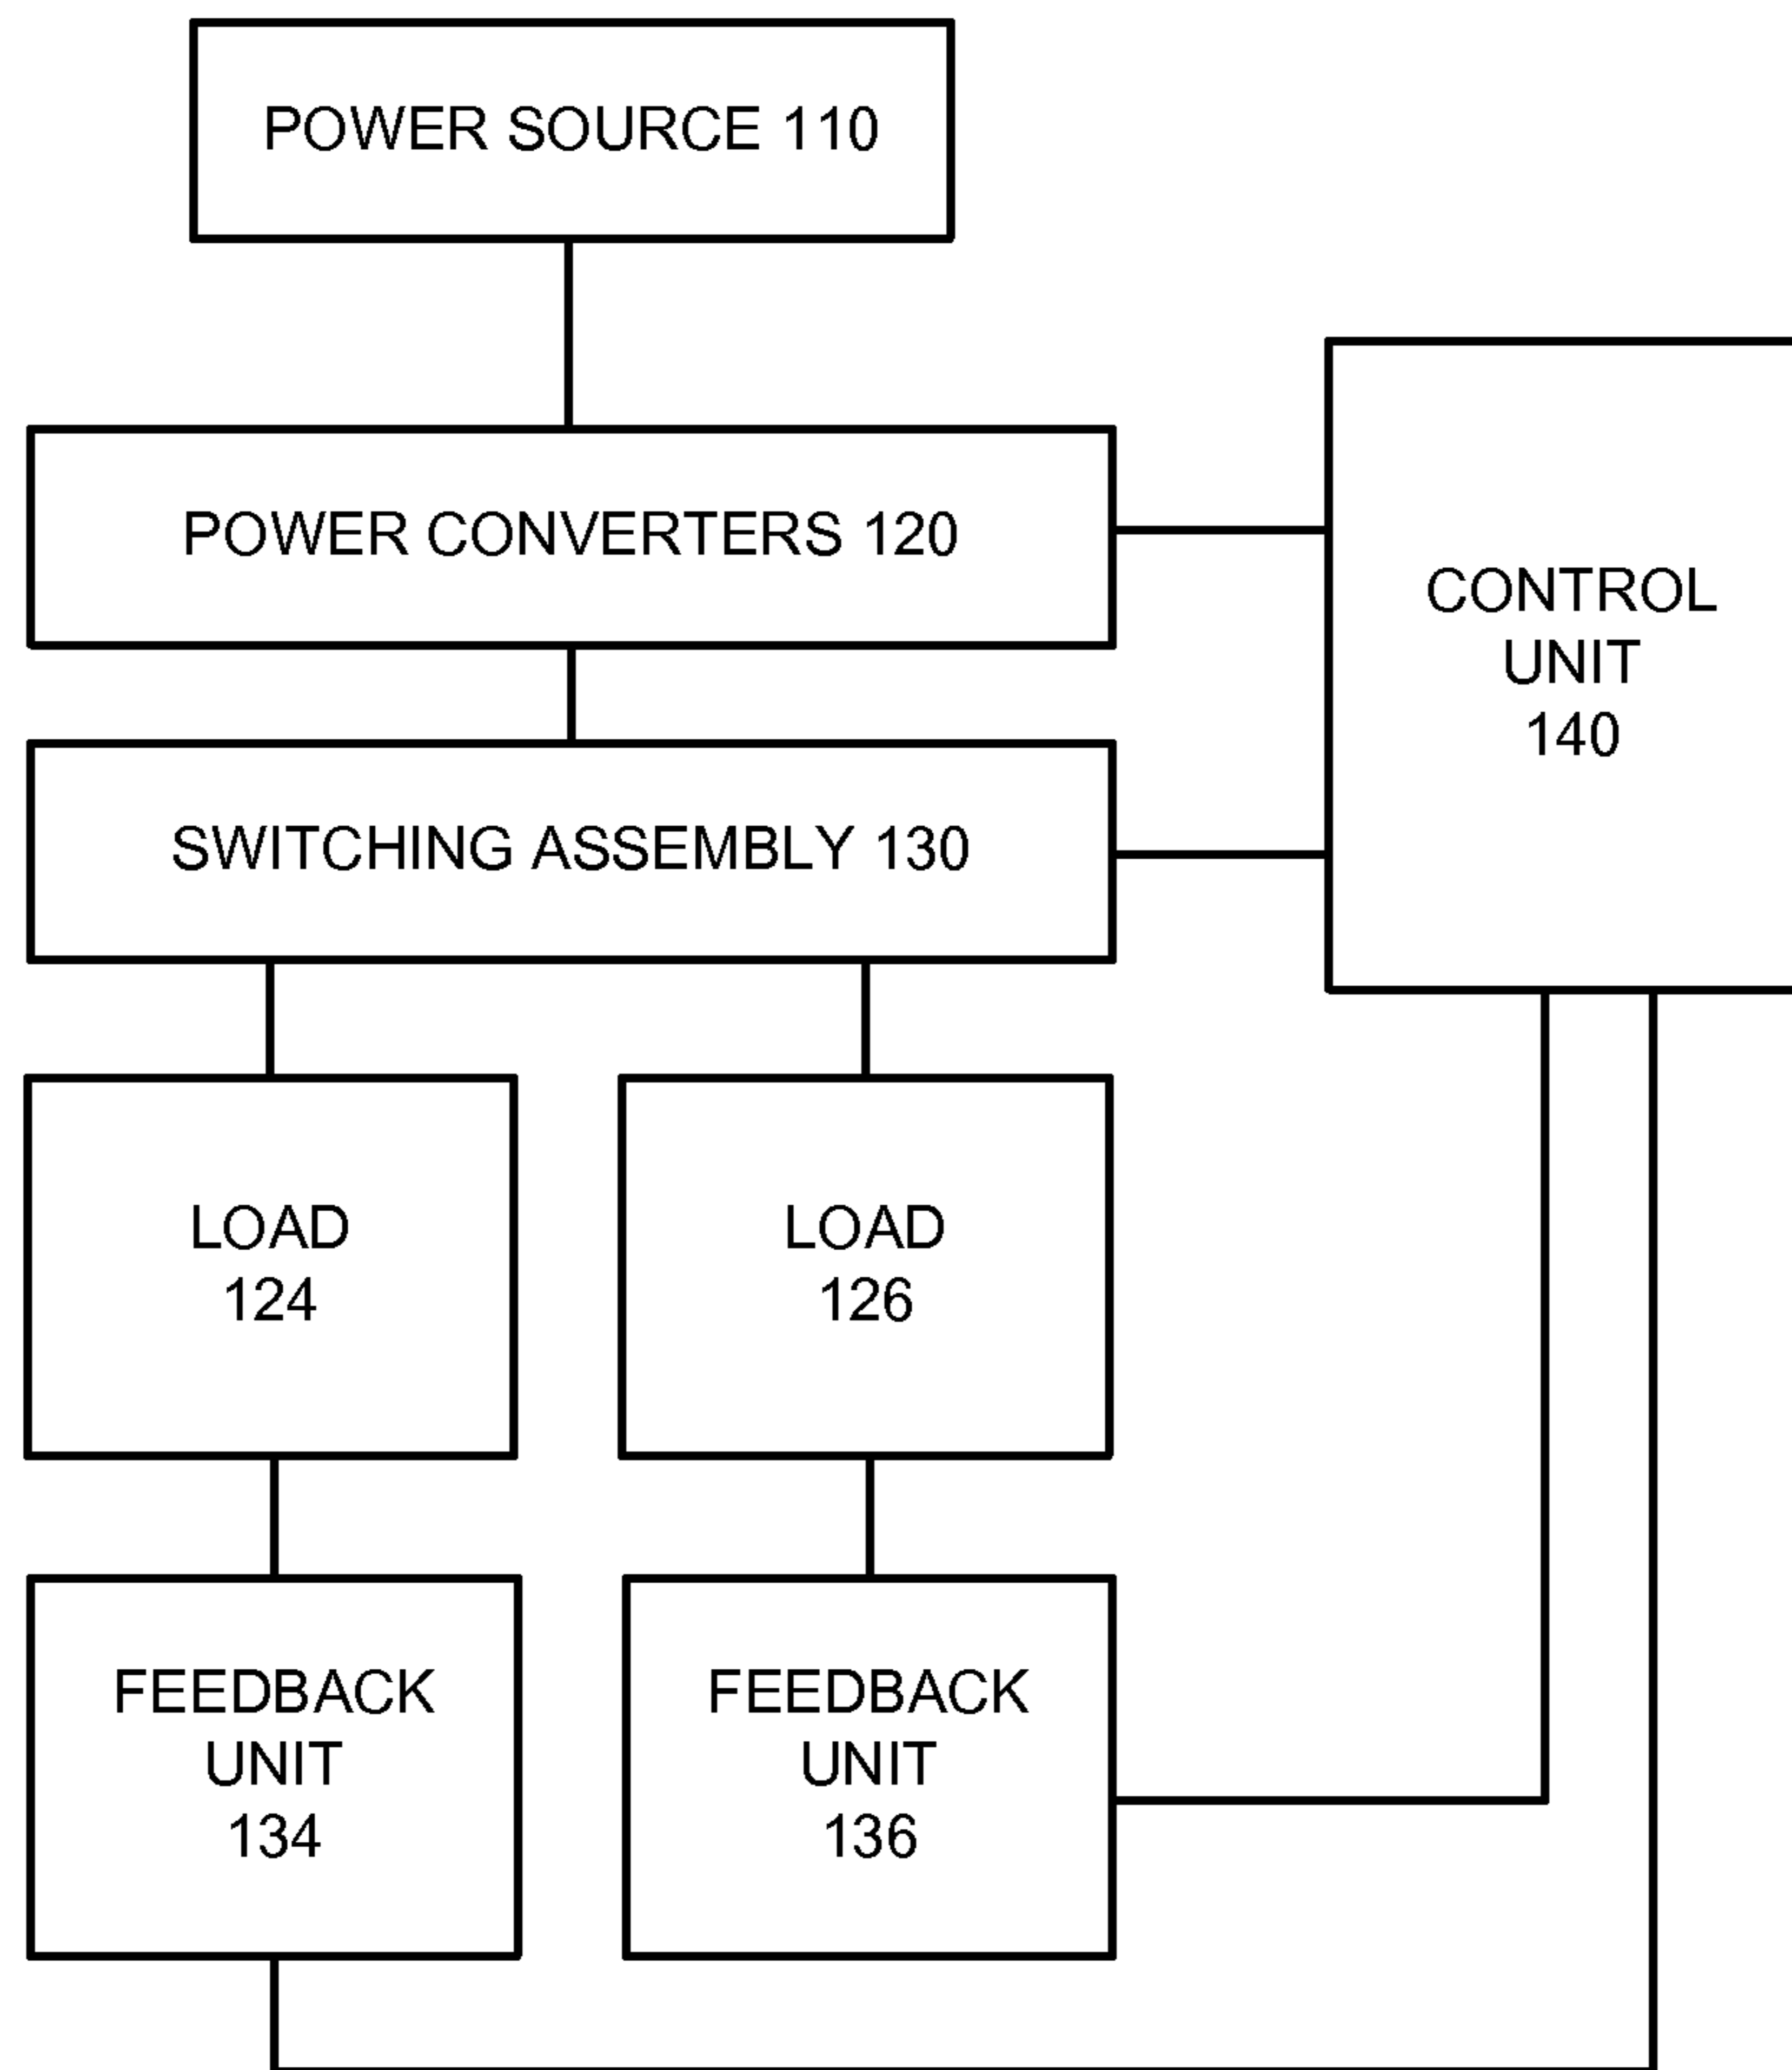 POWER SOURCE 110
POWER CONVERTERS 120
CONTROL
UNIT
140
SWITCHING ASSEMBLY 130
LOAD
124
LOAD
126
FEEDBACK
UNIT
134
FEEDBACK
UNIT
136